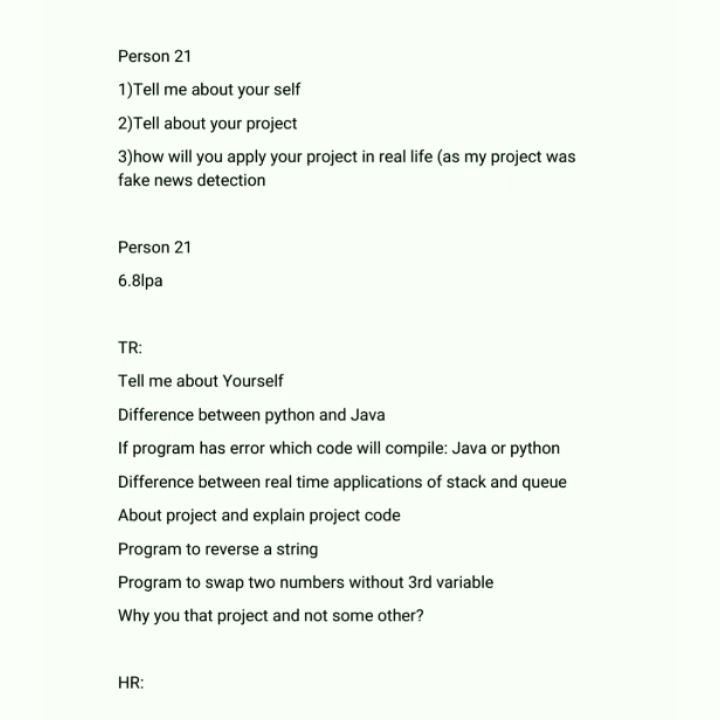 Person 21
1)Tell me about your self
2)Tell about your project
3)how will you apply your project in real life (as my project was
fake news detection
Person 21
6.8lpa
TR:
Tell me about Yourself
Difference between python and Java
If program has error which code will compile: Java or python
Difference between real time applications of stack and queue
About project and explain project code
Program to reverse a string
Program to swap two numbers without 3rd variable
Why you that project and not some other?
HR: